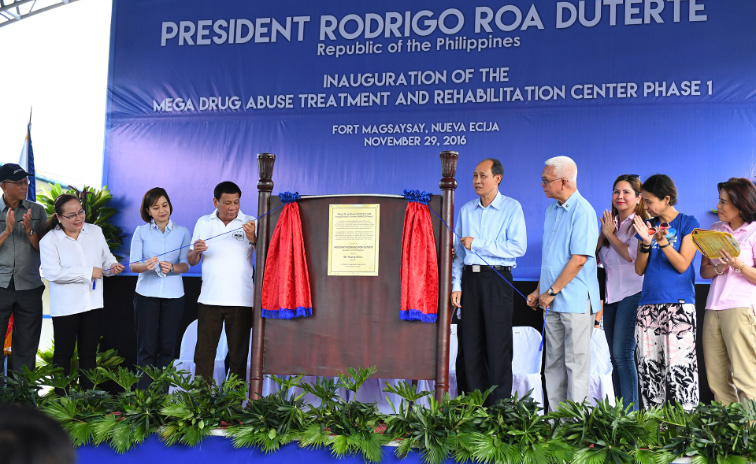 PRESIDENT RODRIGO ROA DUTERTE
Republic of the Philippines
INAUGURATION OF THE
MEGA DRUG ABUSE TREATMENT AND REHABILITATION CENTER PHASE 1
FORT MAGSAYSAY, NUEVA ECIJA
NOVEMBER 29, 2016